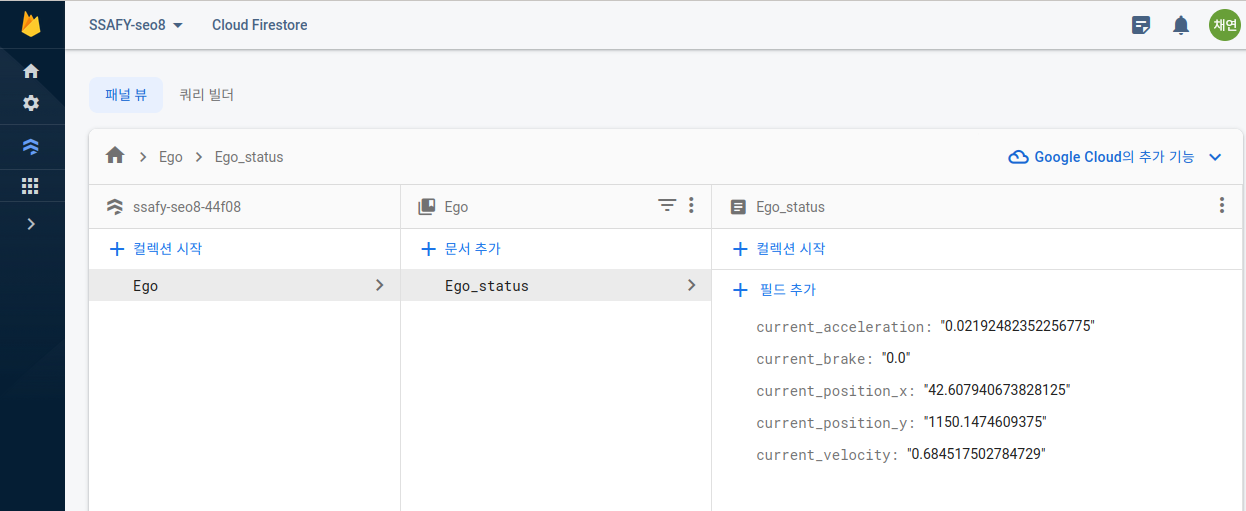 SSAFY-seo8 Cloud Firestore 채연
패널 뷰 쿼리 빌더
Ego Ego_status Google Cloud의 추가 기능
ssafy-seo8-44f08 Ego Ego_status
컬렉션 시작 문서 추가 컬렉션 시작
Ego Ego_status 필드 추가
current_acceleration: "0.02192482352256775"
current_brake: "0.0"
current_position_x: "42.607940673828125"
current_position_y: "1150.1474609375"
current_velocity: "0.684517502784729"